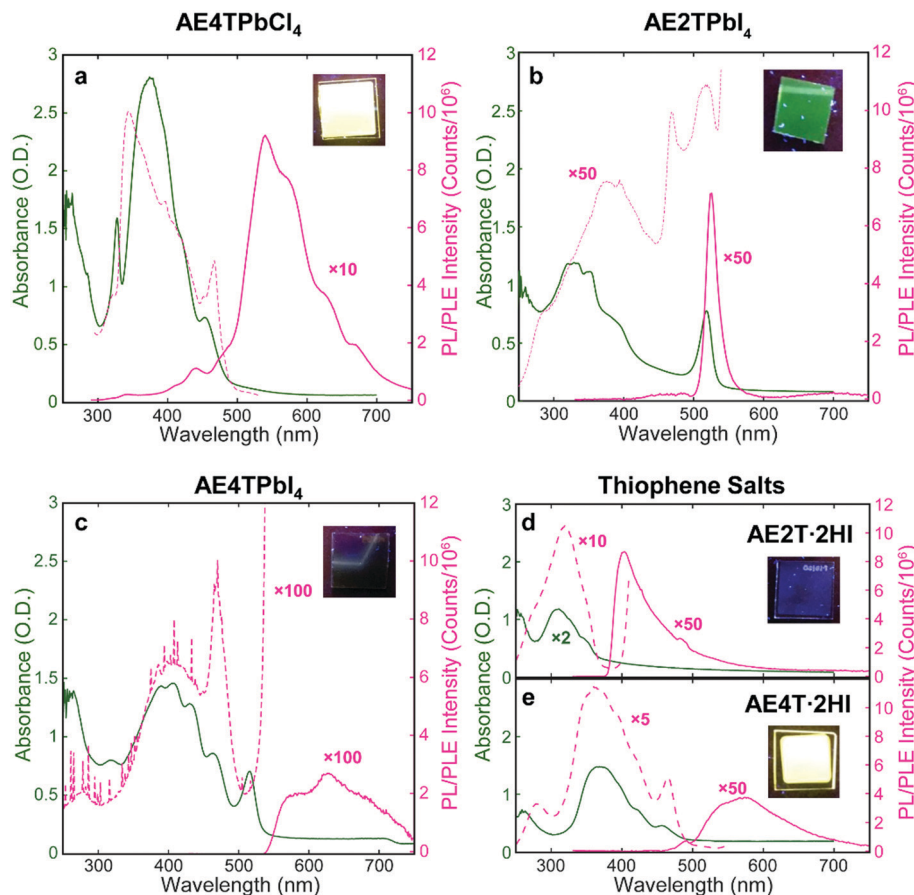 AE4TPbCl₄
AE2TPbI₄
a
b
3
2.5
2
1.5
1
0.5
0
Absorbance (O.D.)
300 400 500 600 700
Wavelength (nm)
12
10
8
6
4
2
0
PL/PLE Intensity (Counts/10⁶)
×10
3
2.5
2
1.5
1
0.5
0
Absorbance (O.D.)
300 400 500 600 700
Wavelength (nm)
12
10
8
6
4
2
0
PL/PLE Intensity (Counts/10⁶)
×50
×50
AE4TPbI₄
Thiophene Salts
c
3
2.5
2
1.5
1
0.5
0
Absorbance (O.D.)
250 300 350 400 450 500 550 600 650 700
Wavelength (nm)
12
10
8
6
4
2
0
PL/PLE Intensity (Counts/10⁶)
×100
×100
d
AE2T·2HI
3
2
1
0
×10
×2
×50
12
10
8
6
4
2
0
e
AE4T·2HI
2
1
0
×5
×50
10
8
6
4
2
0
Absorbance (O.D.)
PL/PLE Intensity (Counts/10⁶)
300 400 500 600 700
Wavelength (nm)